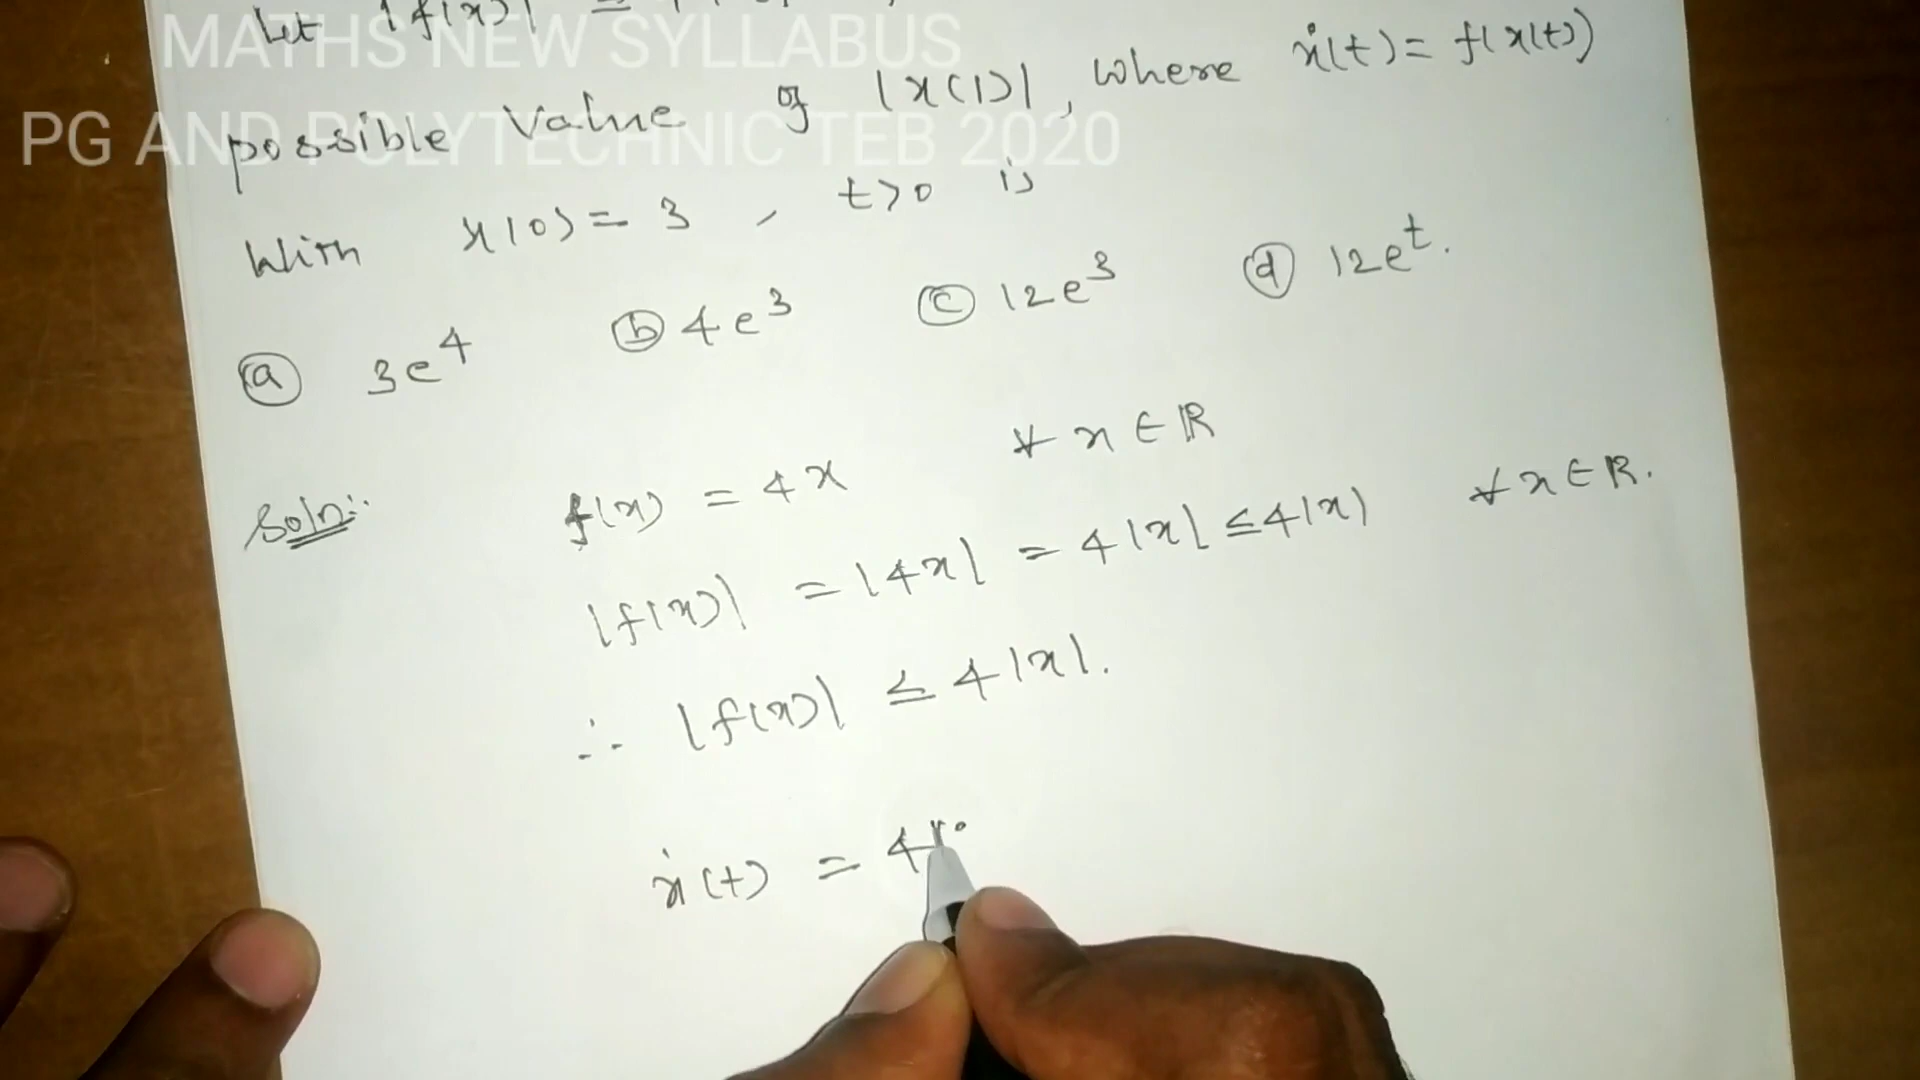 Let |f(x)| ≤
MATHS NEW SYLLABUS
possible value of |x(1)|, where ẋ(t) = f(x(t))
PG AND POLYTECHNIC TEB 2020
With x(0) = 3, t>0 is
ⓐ 3e⁴ ⓑ 4e³ ⓒ 12e³ ⓓ 12eᵗ.
Soln:- f(x) = 4x ∀ x ∈ ℝ
|f(x)| = |4x| = 4|x| ≤ 4|x| ∀ x ∈ ℝ.
∴ |f(x)| ≤ 4|x|.
ẋ(t) = 4